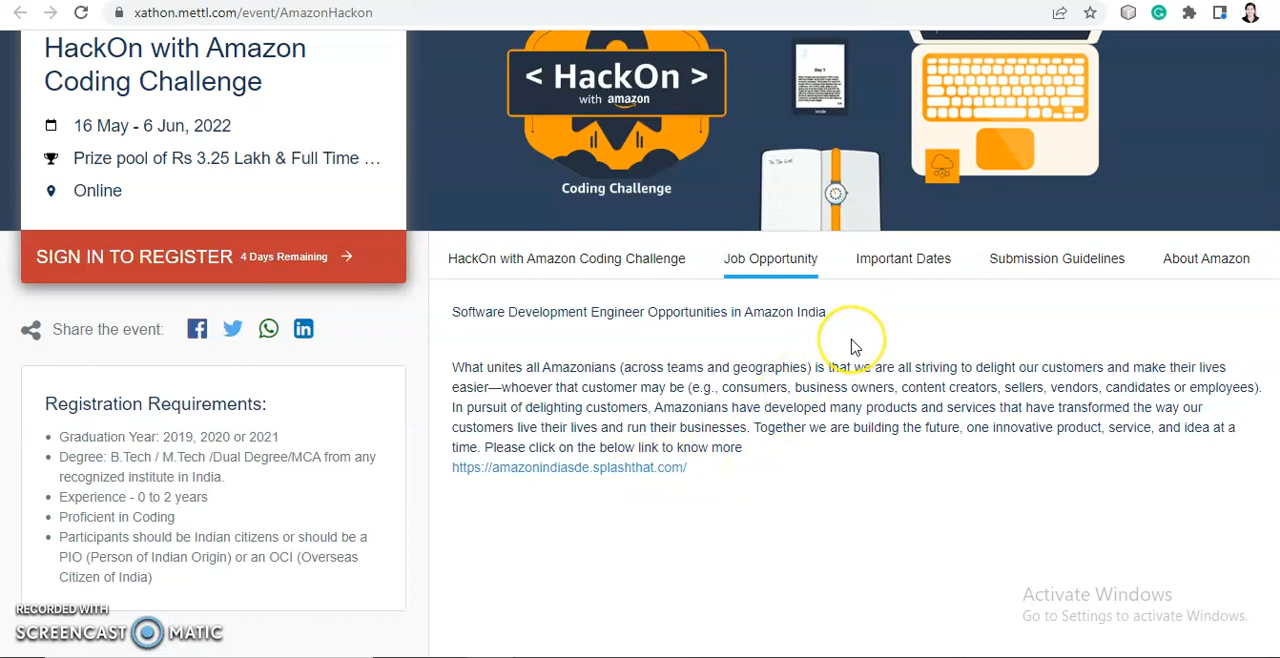 xathon.mettl.com/event/AmazonHackon
HackOn with Amazon
Coding Challenge
16 May - 6 Jun, 2022
Prize pool of Rs 3.25 Lakh & Full Time ...
Online
SIGN IN TO REGISTER 4 Days Remaining
Share the event:
Registration Requirements:
Graduation Year: 2019, 2020 or 2021
Degree: B.Tech / M.Tech /Dual Degree/MCA from any
recognized institute in India.
Experience - 0 to 2 years
Proficient in Coding
Participants should be Indian citizens or should be a
PIO (Person of Indian Origin) or an OCI (Overseas
Citizen of India)
RECORDED WITH
SCREENCAST MATIC
< HackOn >
with amazon
Coding Challenge
Day 1
To Do List
HackOn with Amazon Coding Challenge
Job Opportunity
Important Dates
Submission Guidelines
About Amazon
Software Development Engineer Opportunities in Amazon India
What unites all Amazonians (across teams and geographies) is that we are all striving to delight our customers and make their lives
easier—whoever that customer may be (e.g., consumers, business owners, content creators, sellers, vendors, candidates or employees).
In pursuit of delighting customers, Amazonians have developed many products and services that have transformed the way our
customers live their lives and run their businesses. Together we are building the future, one innovative product, service, and idea at a
time. Please click on the below link to know more
https://amazonindiasde.splashthat.com/
Activate Windows
Go to Settings to activate Windows.